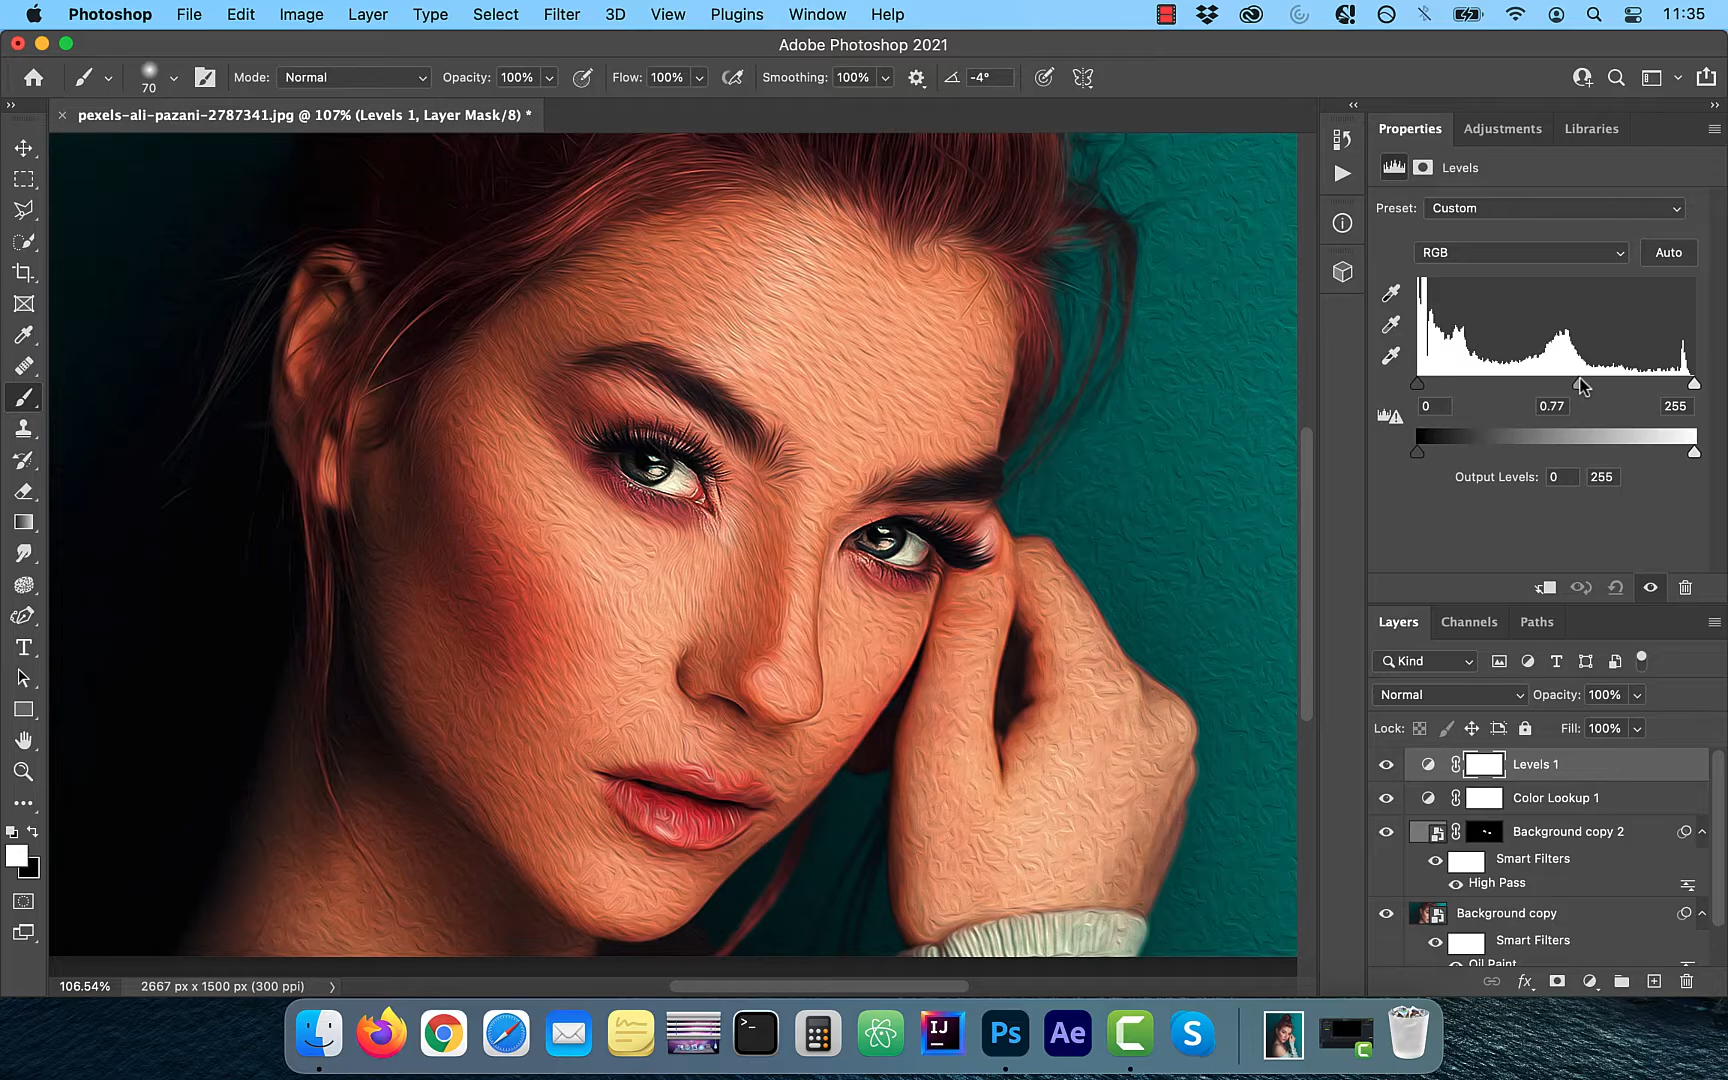 Photoshop File Edit Image Layer Type Select Filter 3D View Plugins Window Help 11:35
Adobe Photoshop 2021
70 Mode: Normal Opacity: 100% Flow: 100% Smoothing: 100% -4°
pexels-ali-pazani-2787341.jpg @ 107% (Levels 1, Layer Mask/8) *
Properties Adjustments Libraries
Levels
Preset: Custom
RGB Auto
0 0.77 255
Output Levels: 0 255
Layers Channels Paths
Kind
Normal Opacity: 100%
Lock: Fill: 100%
Levels 1
Color Lookup 1
Background copy 2
Smart Filters
High Pass
Background copy
Smart Filters
Oil Paint
106.54% 2667 px x 1500 px (300 ppi)
IJ Ps Ae C S